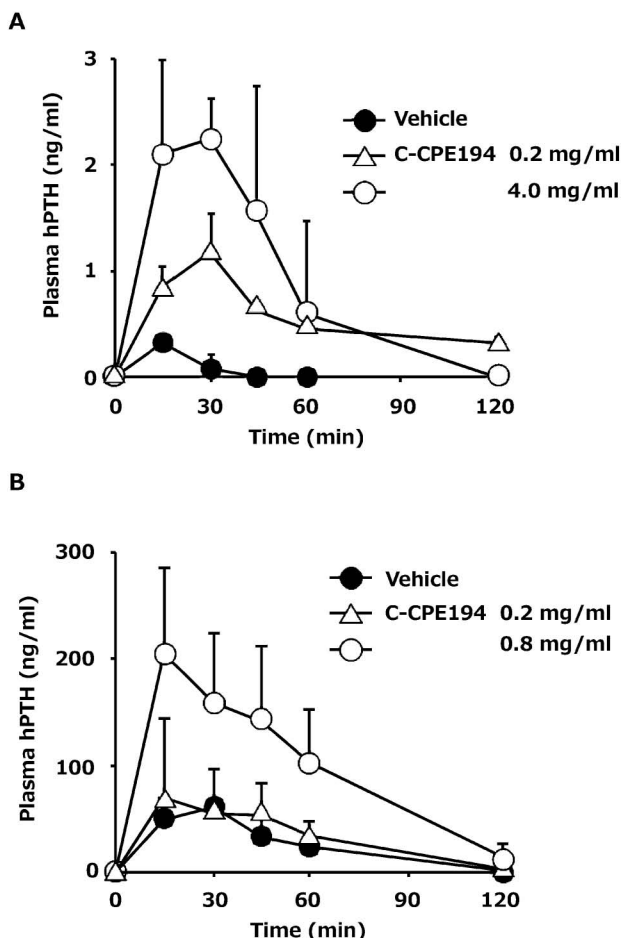 A
3
2
1
0
Plasma hPTH (ng/ml)
Vehicle
C-CPE194 0.2 mg/ml
4.0 mg/ml
0 30 60 90 120
Time (min)
B
300
200
100
0
Plasma hPTH (ng/ml)
Vehicle
C-CPE194 0.2 mg/ml
0.8 mg/ml
0 30 60 90 120
Time (min)